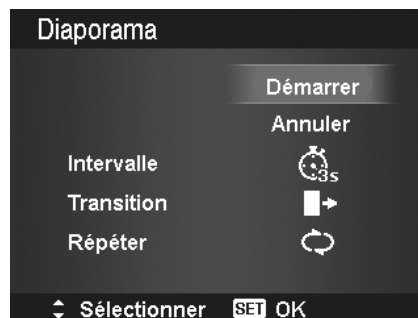 Diaporama
Démarrer
Annuler
Intervalle 3s
Transition
Répéter
Sélectionner SET OK